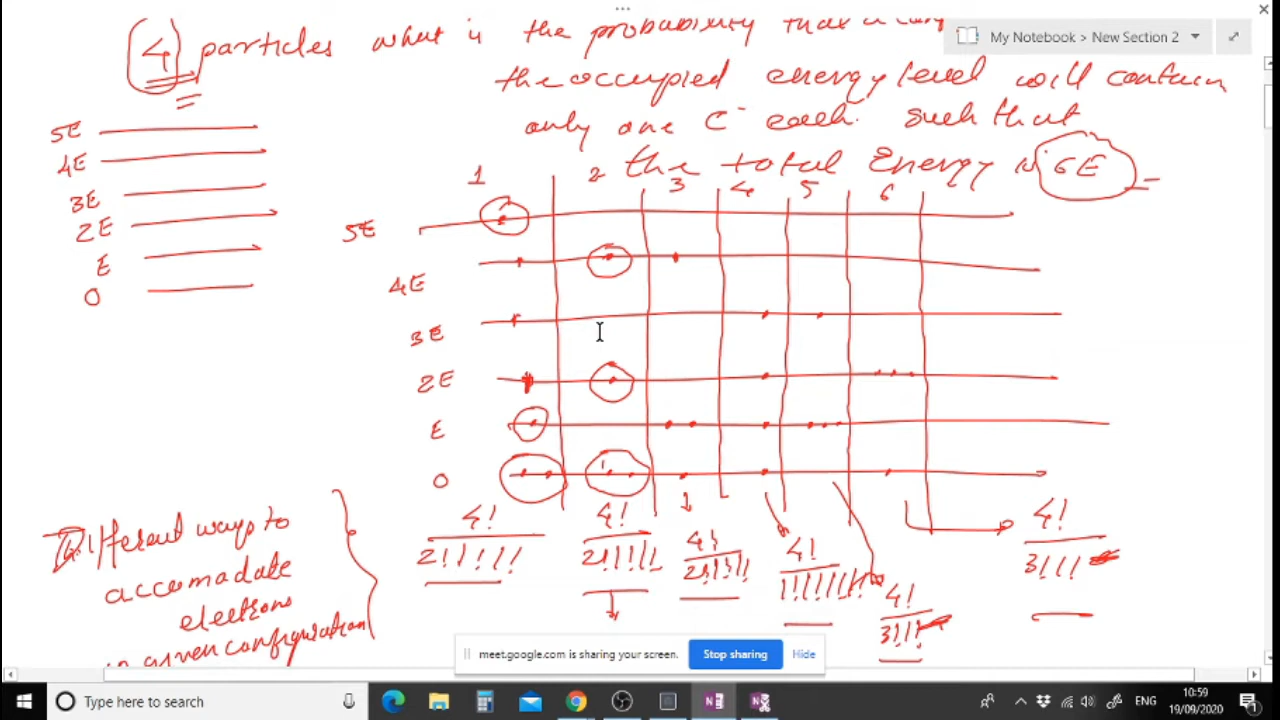 My Notebook > New Section 2
4 particles what is the probability that
the occupied energy level will contain
only one e⁻ each. such that
the total Energy is 6E
5E
4E
3E
2E
E
0
1 2 3 4 5 6
5E
4E
3E
2E
E
0
Different ways to
accomadate
electrons
in given configuration
4!
2!1!1!
4!
2!1!1!
4!
2!1!1!
4!
1!1!1!1!
4!
3!1!
4!
3!1!
meet.google.com is sharing your screen.
Stop sharing
Hide
Type here to search
ENG
10:59
19/09/2020